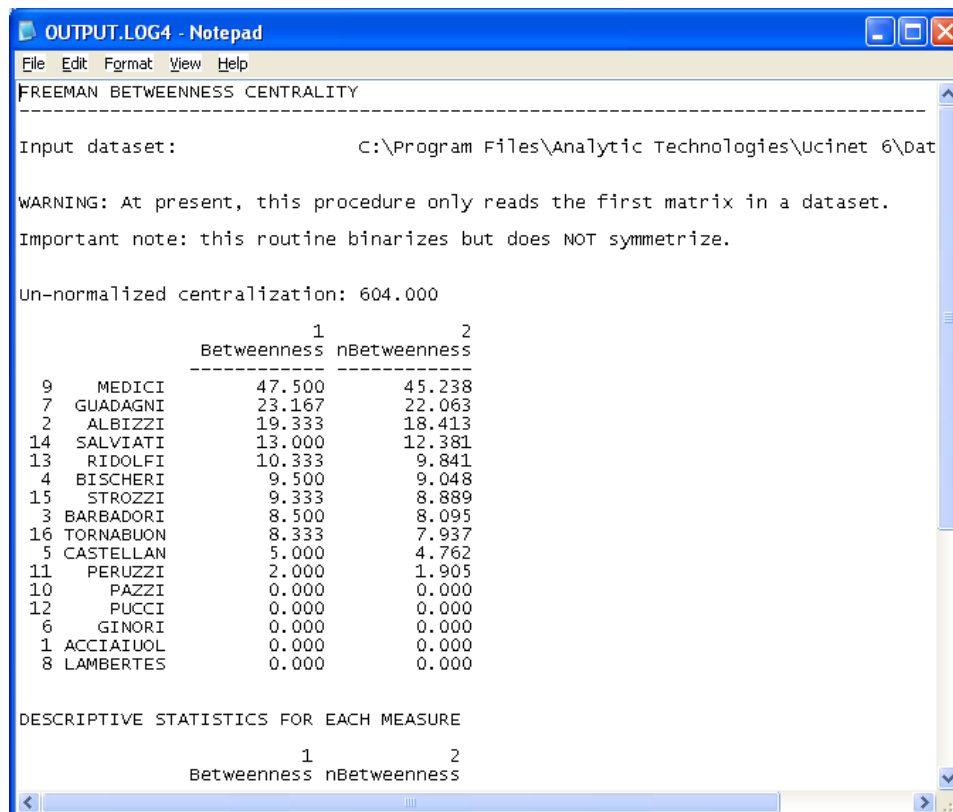 OUTPUT.LOG4 - Notepad
File Edit Format View Help
FREEMAN BETWEENNESS CENTRALITY
--------------------------------------------------------------------------------
Input dataset: C:\Program Files\Analytic Technologies\Ucinet 6\Dat
WARNING: At present, this procedure only reads the first matrix in a dataset.
Important note: this routine binarizes but does NOT symmetrize.
Un-normalized centralization: 604.000
1 2
Betweenness nBetweenness
------------ ------------
9 MEDICI 47.500 45.238
7 GUADAGNI 23.167 22.063
2 ALBIZZI 19.333 18.413
14 SALVIATI 13.000 12.381
13 RIDOLFI 10.333 9.841
4 BISCHERI 9.500 9.048
15 STROZZI 9.333 8.889
3 BARBADORI 8.500 8.095
16 TORNABUON 8.333 7.937
5 CASTELLAN 5.000 4.762
11 PERUZZI 2.000 1.905
10 PAZZI 0.000 0.000
12 PUCCI 0.000 0.000
6 GINORI 0.000 0.000
1 ACCIAIUOL 0.000 0.000
8 LAMBERTES 0.000 0.000
DESCRIPTIVE STATISTICS FOR EACH MEASURE
1 2
Betweenness nBetweenness